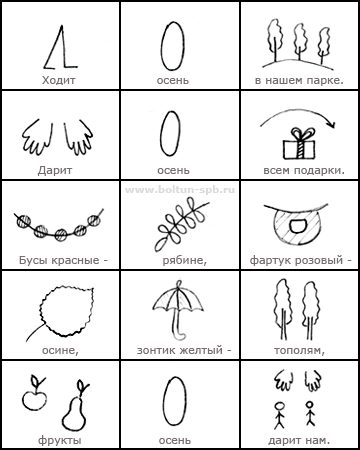 Ходит осень в нашем парке.
Дарит осень всем подарки.
www.boltun-spb.ru
Бусы красные - рябине, фартук розовый -
осине, зонтик желтый - тополям,
фрукты осень дарит нам.